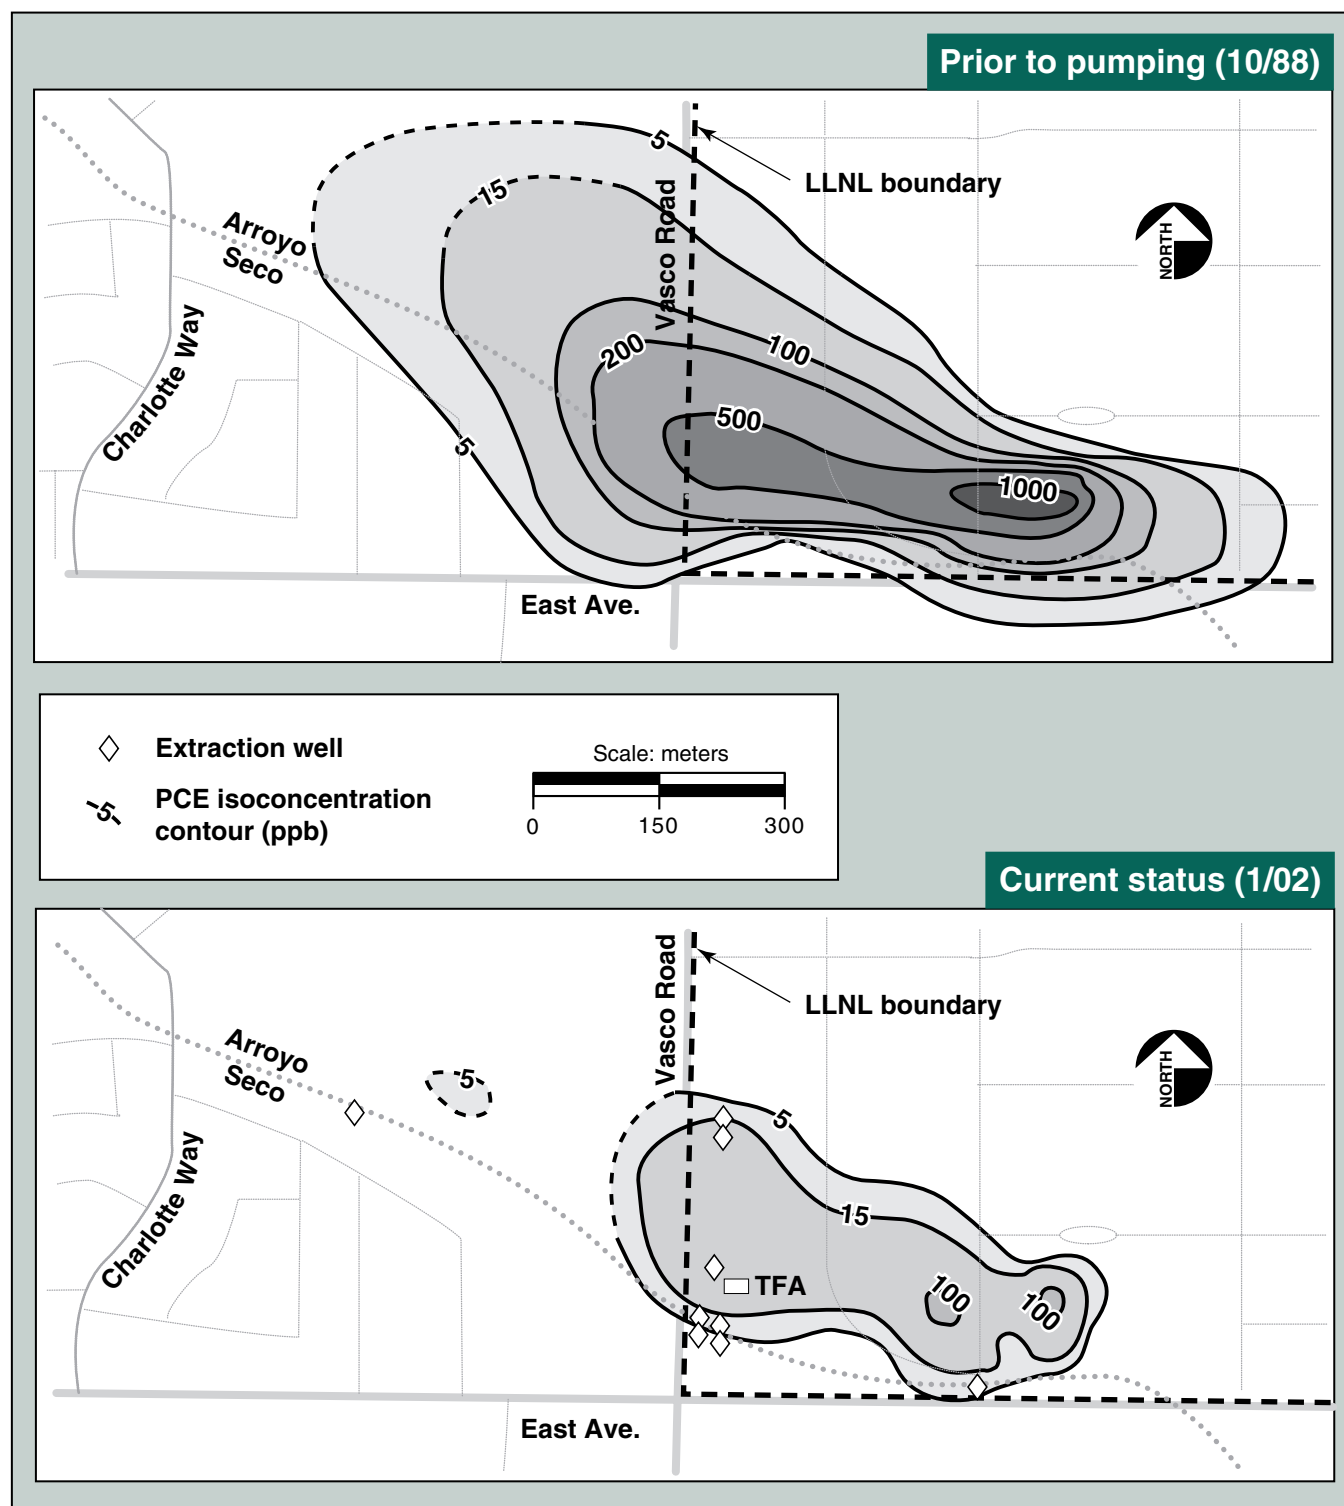 Prior to pumping (10/88)
5
LLNL boundary
15
Vasco Road
Arroyo
Seco
NORTH
Charlotte Way
200
100
500
5
1000
East Ave.
Extraction well
Scale: meters
5
PCE isoconcentration
contour (ppb)
0 150 300
Current status (1/02)
Vasco Road
LLNL boundary
Arroyo
Seco
5
NORTH
5
Charlotte Way
15
TFA
100
100
East Ave.